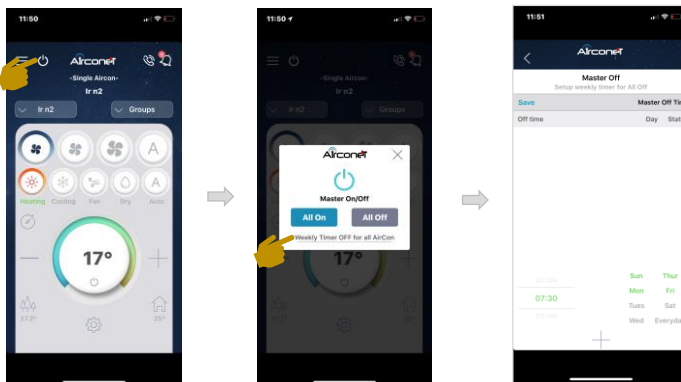 11:50
Airconet
-Single Aircon-
Ir n2
Ir n2
Groups
A
Heating Cooling Fan Dry Auto
17°
11:50
-Single Aircon-
Ir n2
Ir n2
Groups
Airconet
Master On/Off
All On
All Off
Weekly Timer OFF for all AirCon
17°
11:51
Airconet
Master Off
Setup weekly timer for All Off
Save
Master Off Tim
Off time
Day Stat
07:30
Sun Thur
Mon Fri
Tues Sat
Wed Everyda